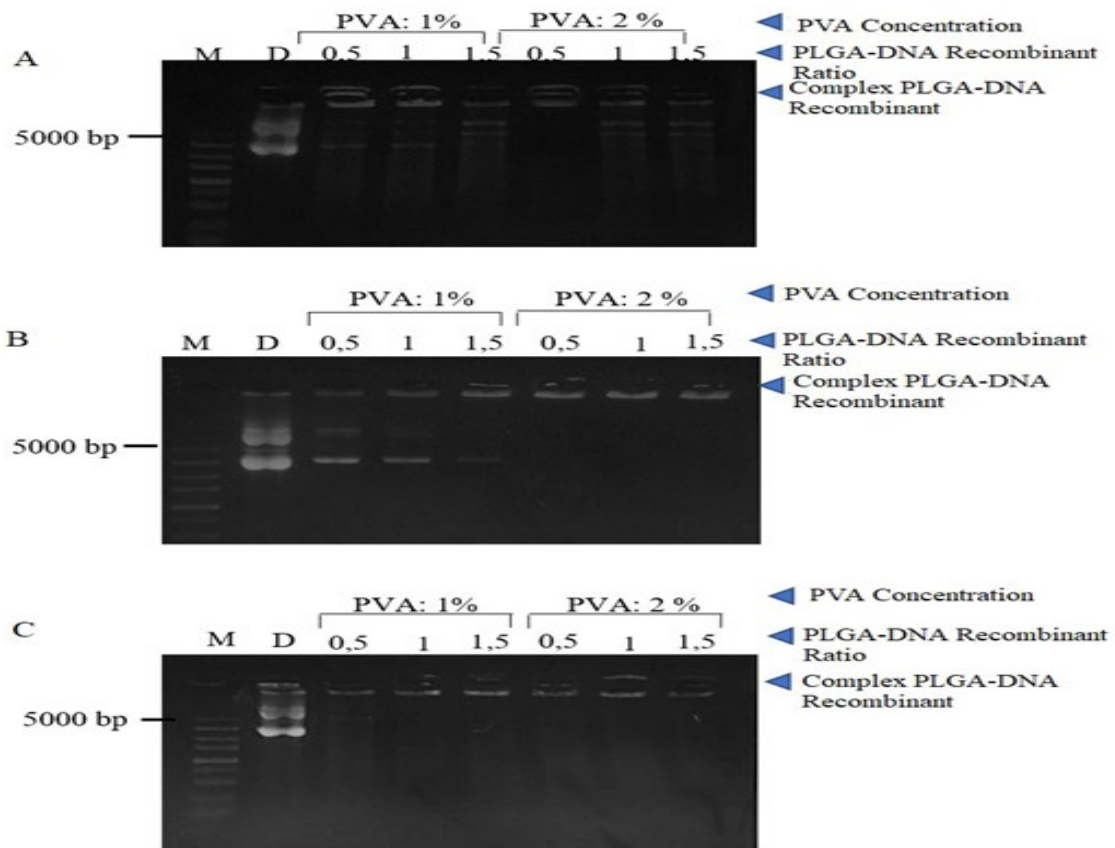 PVA: 1% PVA: 2 %
PVA Concentration
A
M D 0,5 1 1,5 0,5 1 1,5
PLGA-DNA Recombinant
Ratio
Complex PLGA-DNA
Recombinant
5000 bp
PVA: 1% PVA: 2 %
PVA Concentration
B
M D 0,5 1 1,5 0,5 1 1,5
PLGA-DNA Recombinant
Ratio
Complex PLGA-DNA
Recombinant
5000 bp
PVA: 1% PVA: 2 %
PVA Concentration
C
M D 0,5 1 1,5 0,5 1 1,5
PLGA-DNA Recombinant
Ratio
Complex PLGA-DNA
Recombinant
5000 bp